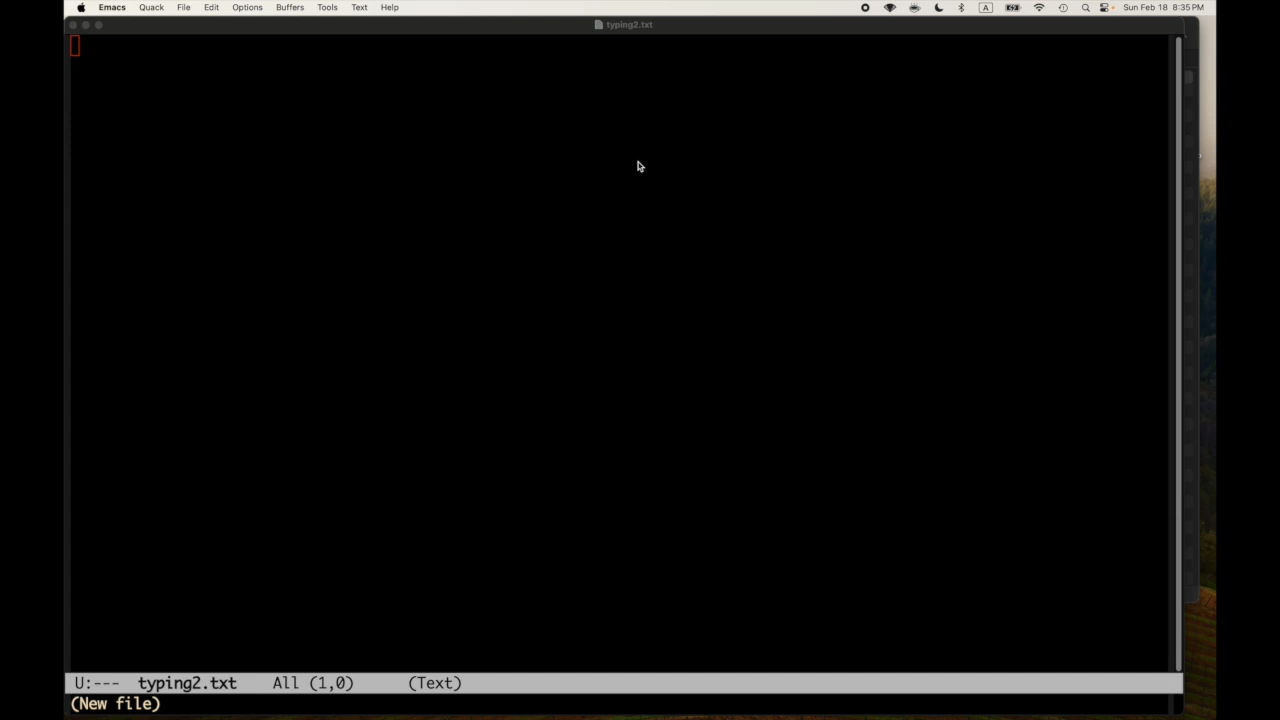 Emacs Quack File Edit Options Buffers Tools Text Help A Sun Feb 18 8:35 PM
typing2.txt
U:--- typing2.txt All (1,0) (Text)
(New file)